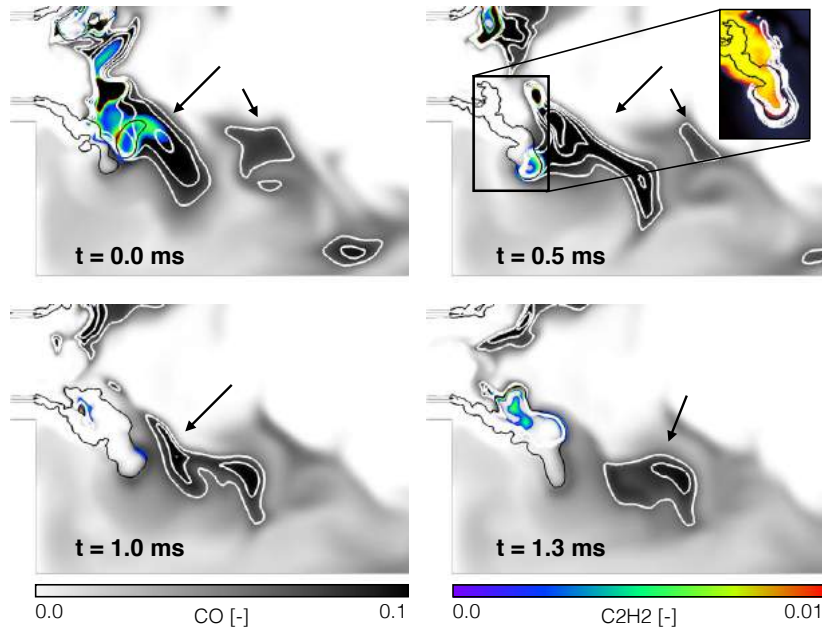 t = 0.0 ms
t = 0.5 ms
t = 1.0 ms
t = 1.3 ms
0.0 CO [-] 0.1
0.0 C2H2 [-] 0.01